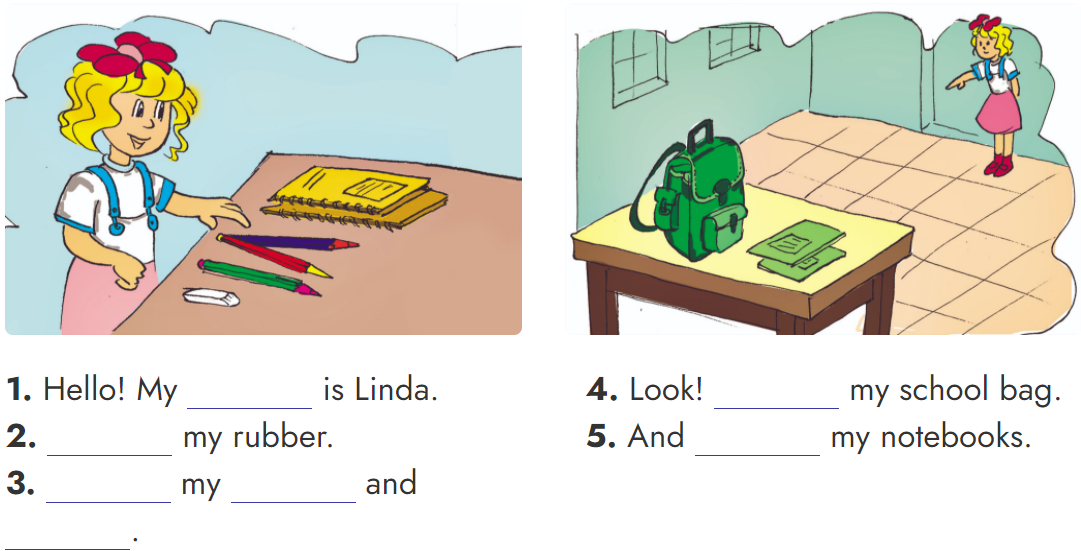 1. Hello! My ________ is Linda.
2. ________ my rubber.
3. ________ my ________ and
________.
4. Look! ________ my school bag.
5. And ________ my notebooks.